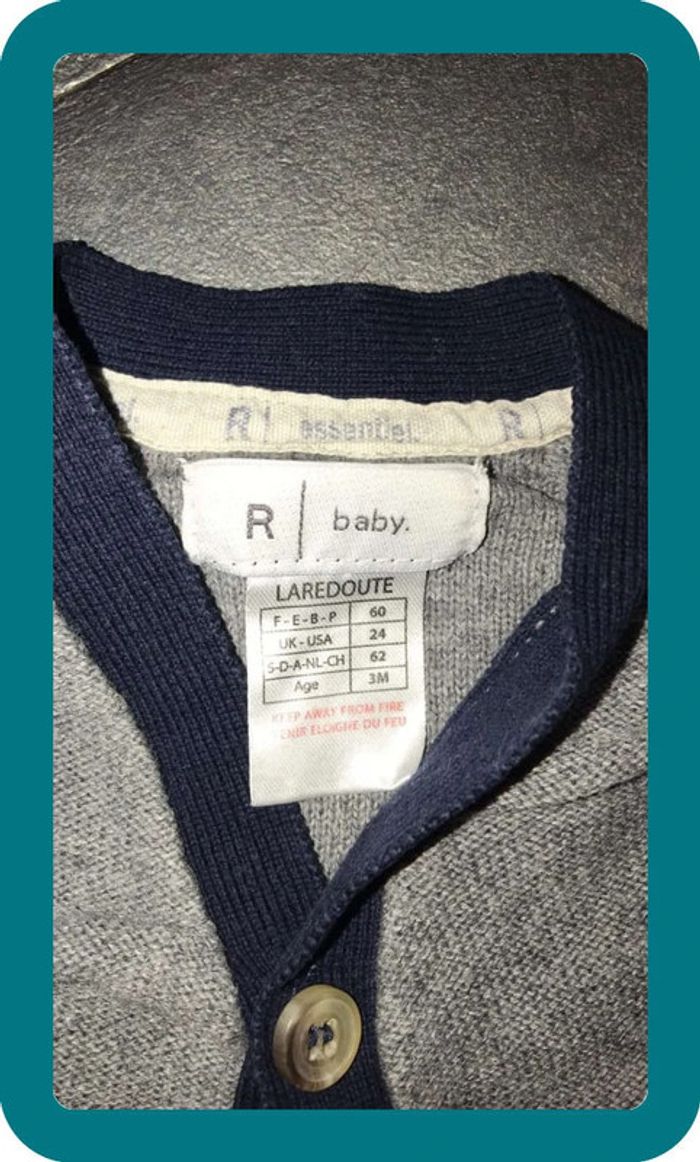 R essentiel. R
R baby.
LAREDOUTE
F-E-B-P 60
UK-USA 24
S-D-A-NL-CH 62
Age 3M
KEEP AWAY FROM FIRE
TENIR ELOIGNE DU FEU